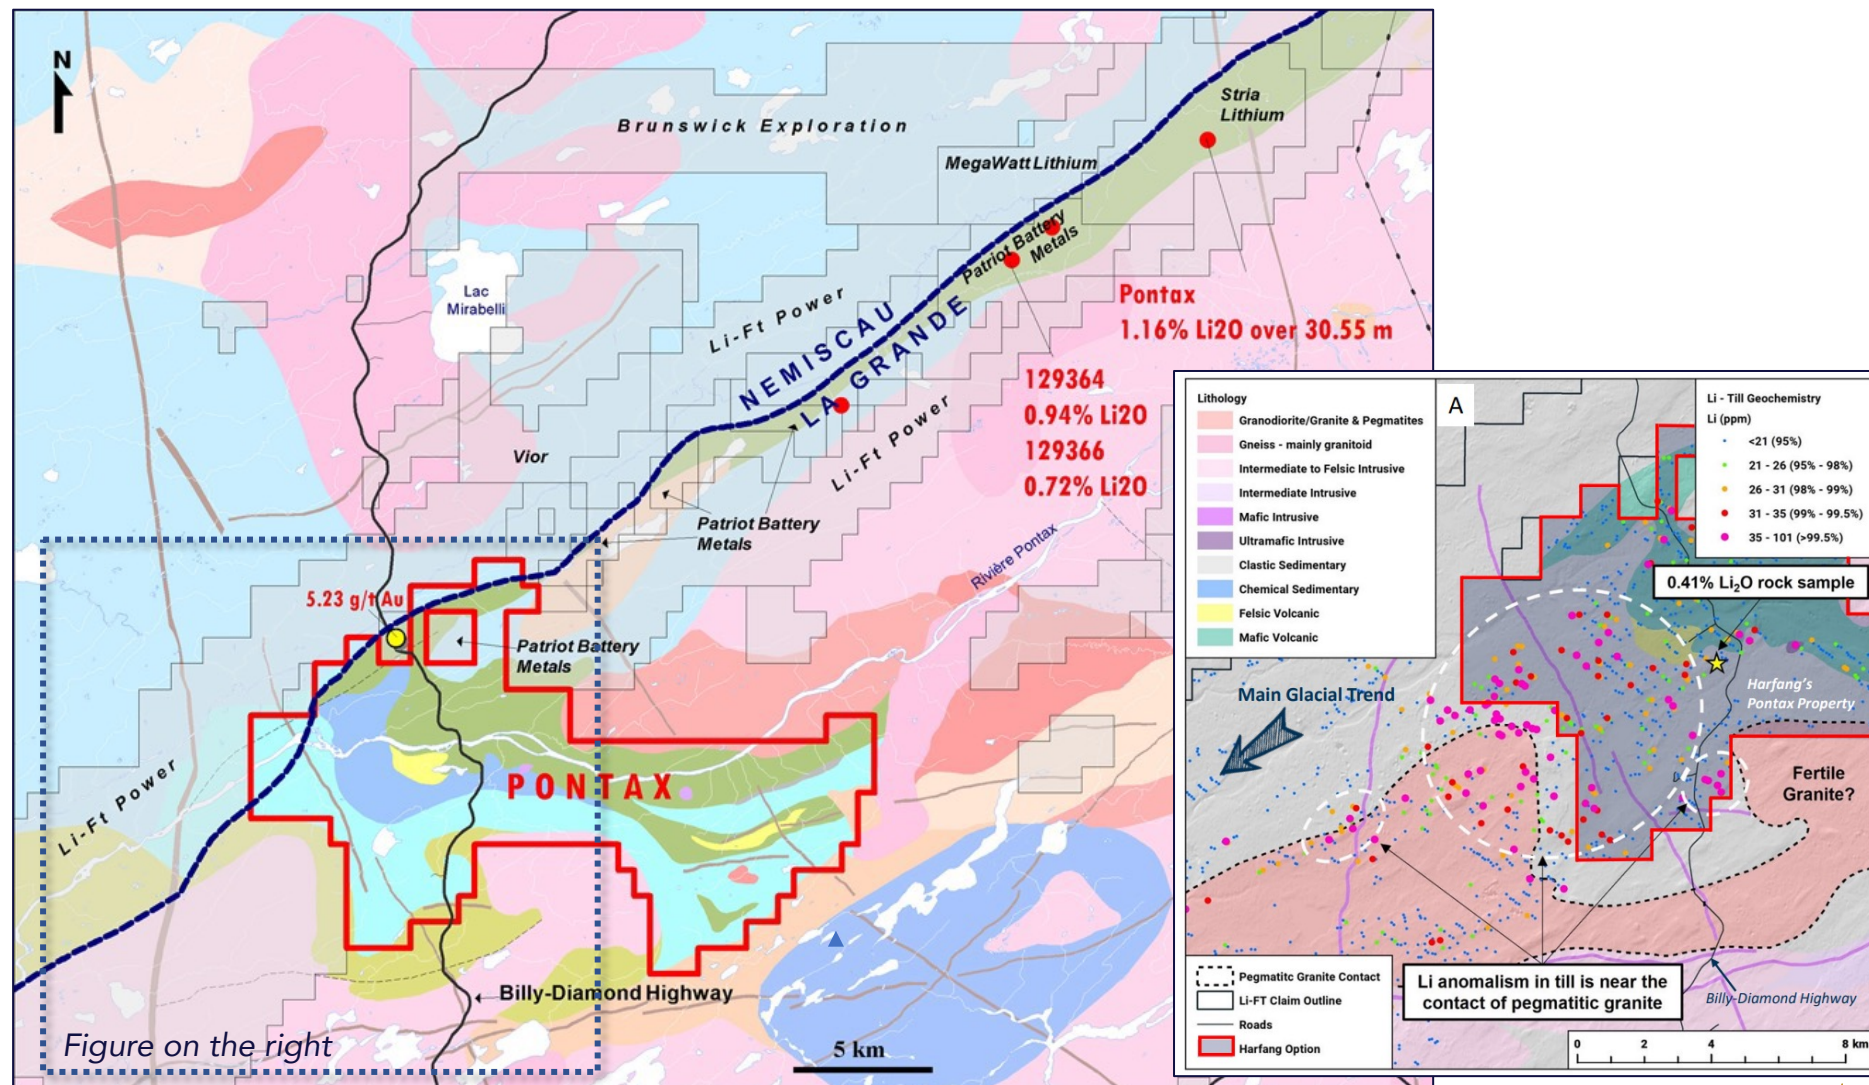 N
Brunswick Exploration
Stria
Lithium
MegaWatt Lithium
Patriot Battery
Metals
Lac
Mirabelli
Li-Ft Power
NEMISCAU
LA GRANDE
Pontax
1.16% Li2O over 30.55 m
129364
0.94% Li2O
129366
0.72% Li2O
Li-Ft Power
Vior
Patriot Battery
Metals
Rivière Pontax
5.23 g/t Au
Patriot Battery
Metals
PONTAX
Li-Ft Power
Billy-Diamond Highway
Figure on the right
5 km
Lithology
Granodiorite/Granite & Pegmatites
Gneiss - mainly granitoid
Intermediate to Felsic Intrusive
Intermediate Intrusive
Mafic Intrusive
Ultramafic Intrusive
Clastic Sedimentary
Chemical Sedimentary
Felsic Volcanic
Mafic Volcanic
A
Li - Till Geochemistry
Li (ppm)
<21 (95%)
21 - 26 (95% - 98%)
26 - 31 (98% - 99%)
31 - 35 (99% - 99.5%)
35 - 101 (>99.5%)
0.41% Li₂O rock sample
Main Glacial Trend
Harfang's
Pontax Property
Fertile
Granite?
Pegmatitc Granite Contact
Li-FT Claim Outline
Roads
Harfang Option
Li anomalism in till is near the
contact of pegmatitic granite
Billy-Diamond Highway
0 2 4 8 km